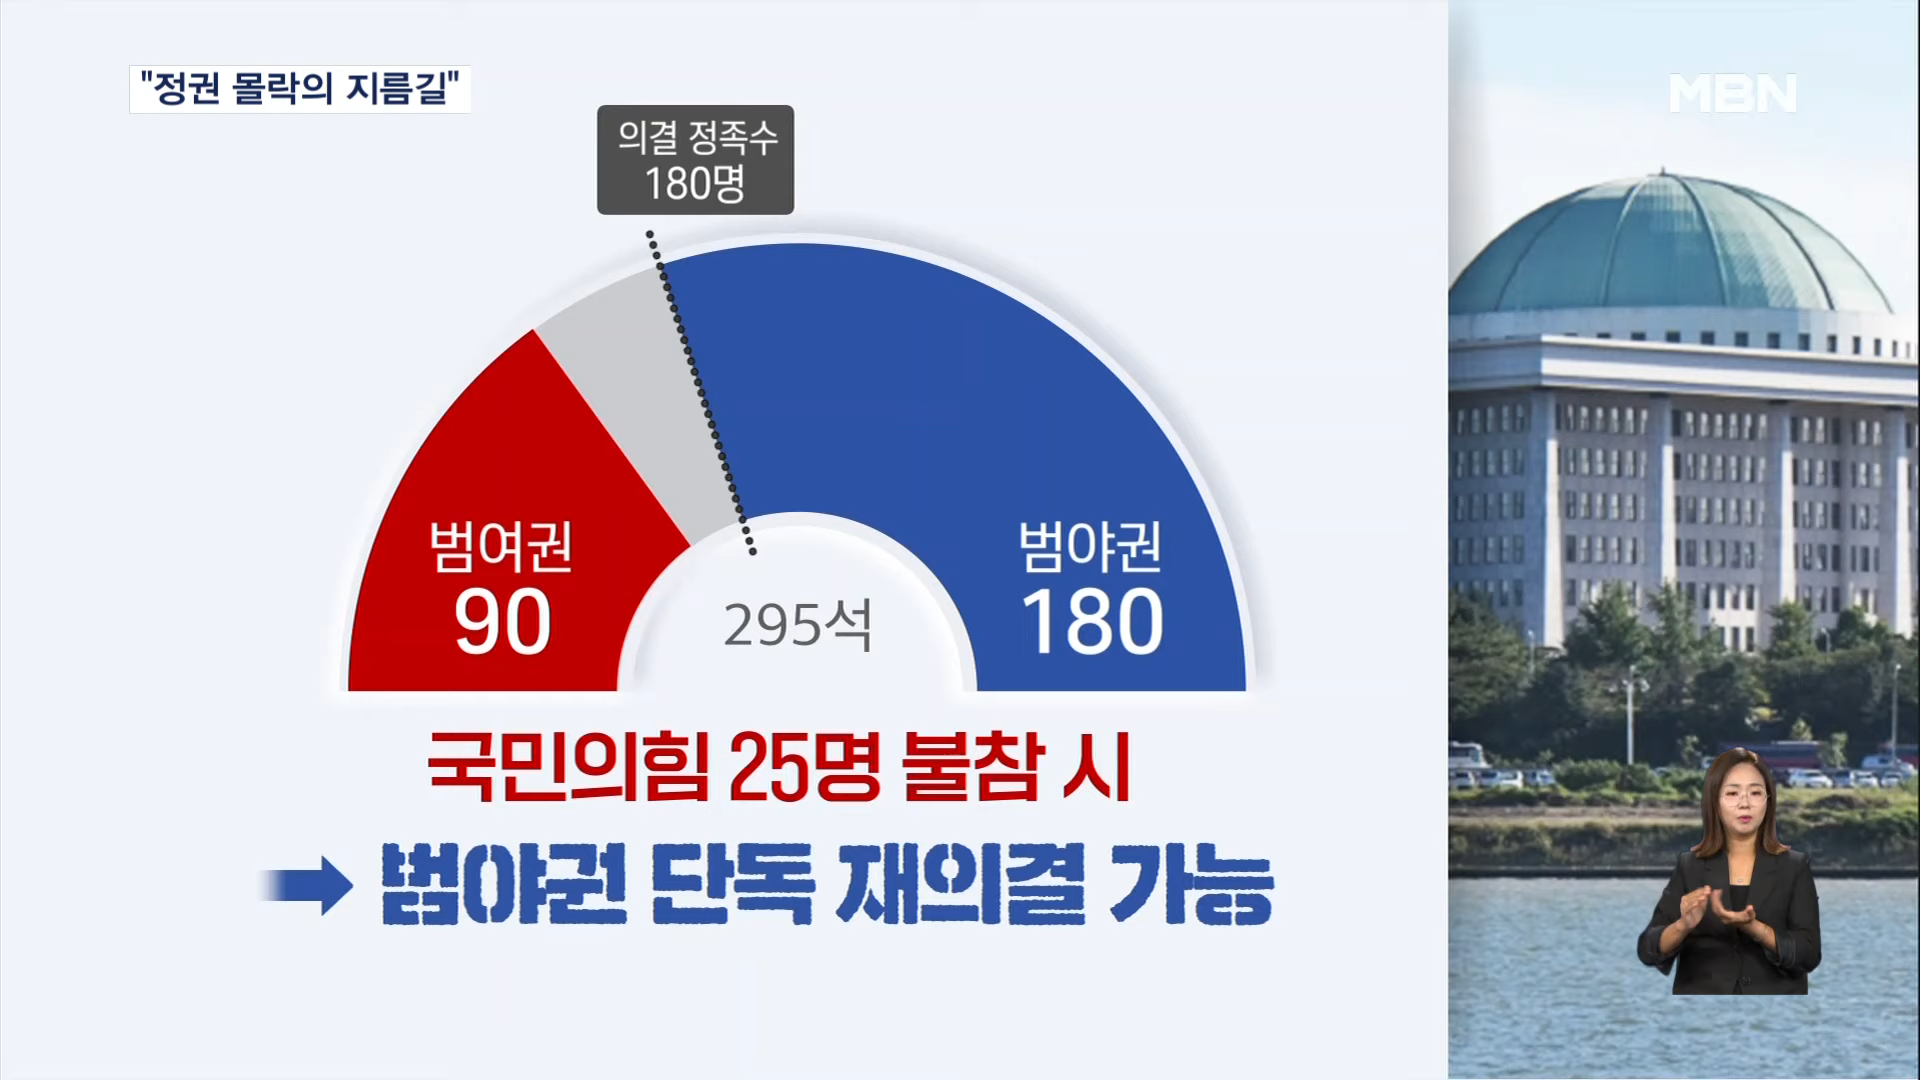 "정권 몰락의 지름길"
MBN
의결 정족수
180명
범여권
90
295석
범야권
180
국민의힘 25명 불참 시
범야권 단독 재의결 가능